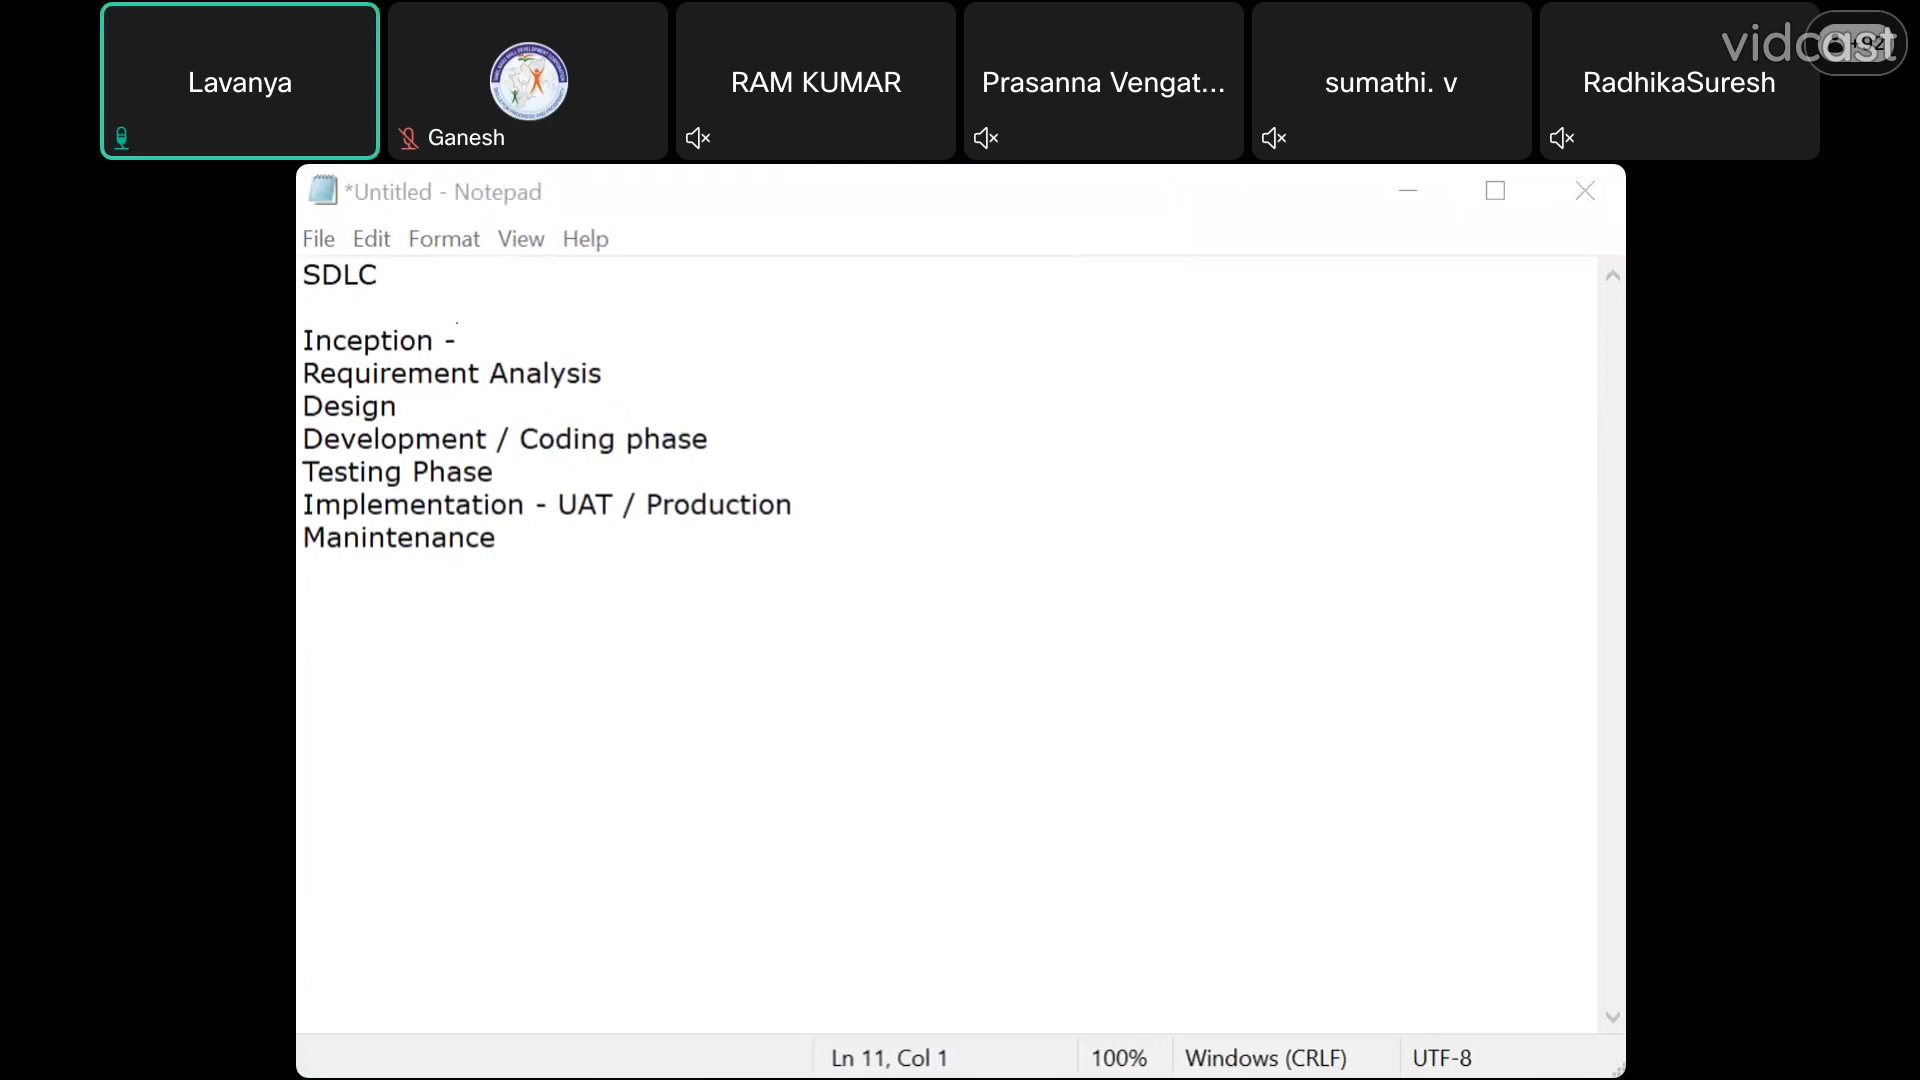 Lavanya
Ganesh
RAM KUMAR
Prasanna Vengat...
sumathi. v
RadhikaSuresh
vidcast
+92
*Untitled - Notepad
File Edit Format View Help
SDLC
Inception -
Requirement Analysis
Design
Development / Coding phase
Testing Phase
Implementation - UAT / Production
Manintenance
Ln 11, Col 1 100% Windows (CRLF) UTF-8